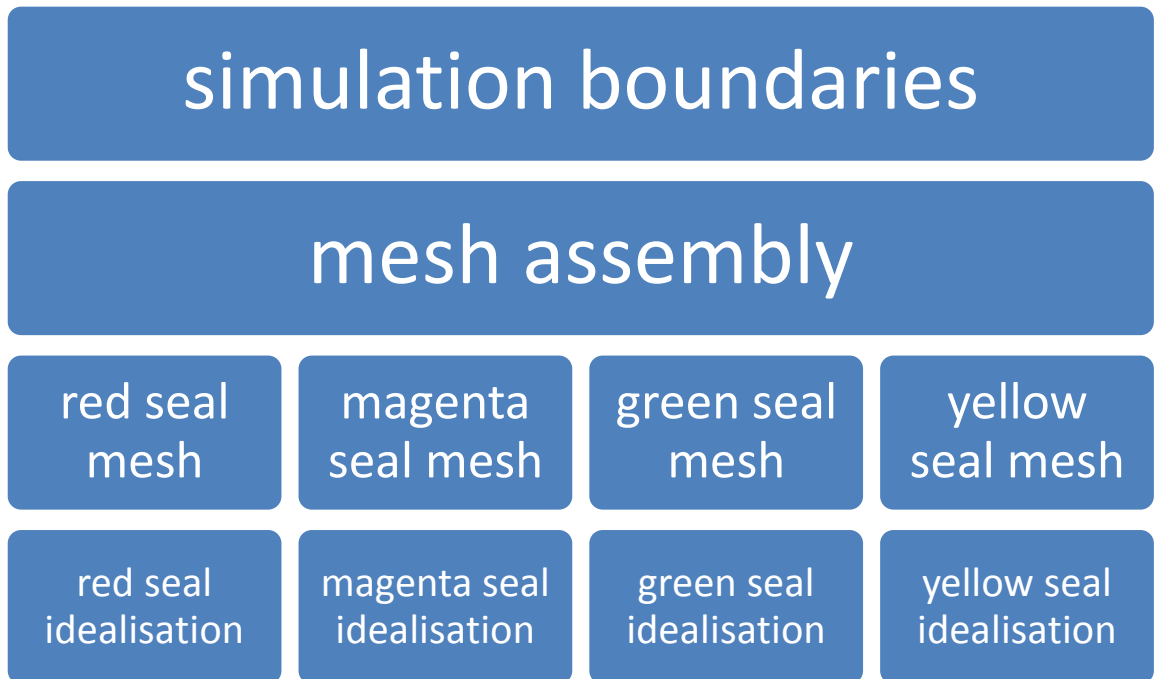 simulation boundaries
mesh assembly
red seal
mesh
magenta
seal mesh
green seal
mesh
yellow
seal mesh
red seal
idealisation
magenta seal
idealisation
green seal
idealisation
yellow seal
idealisation